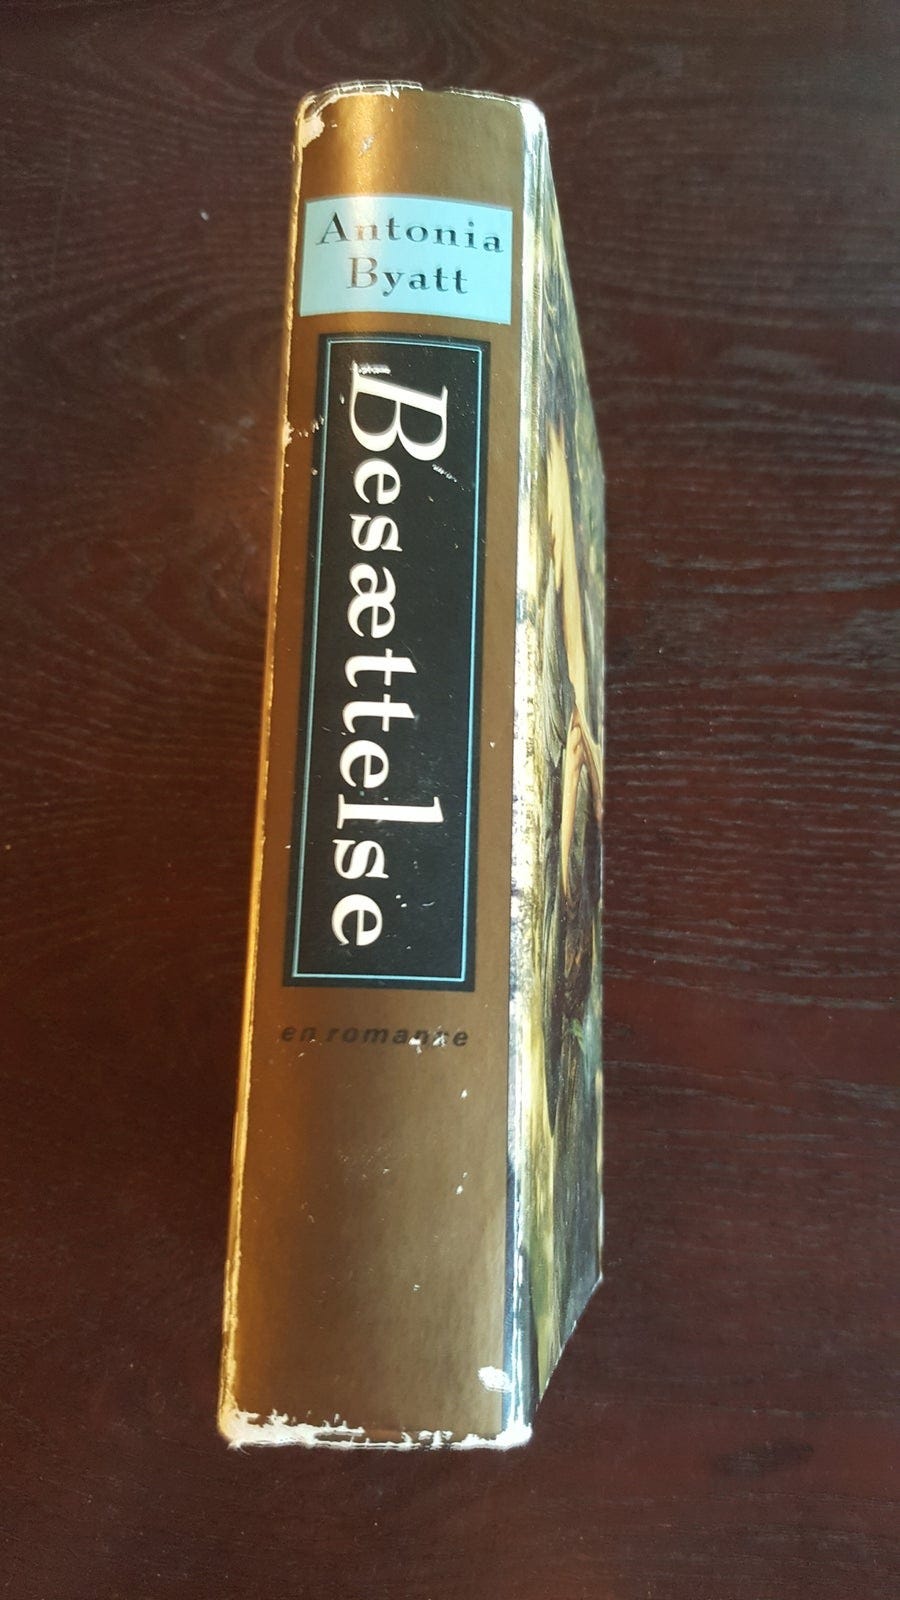 Antonia
Byatt
Besættelse
en romance